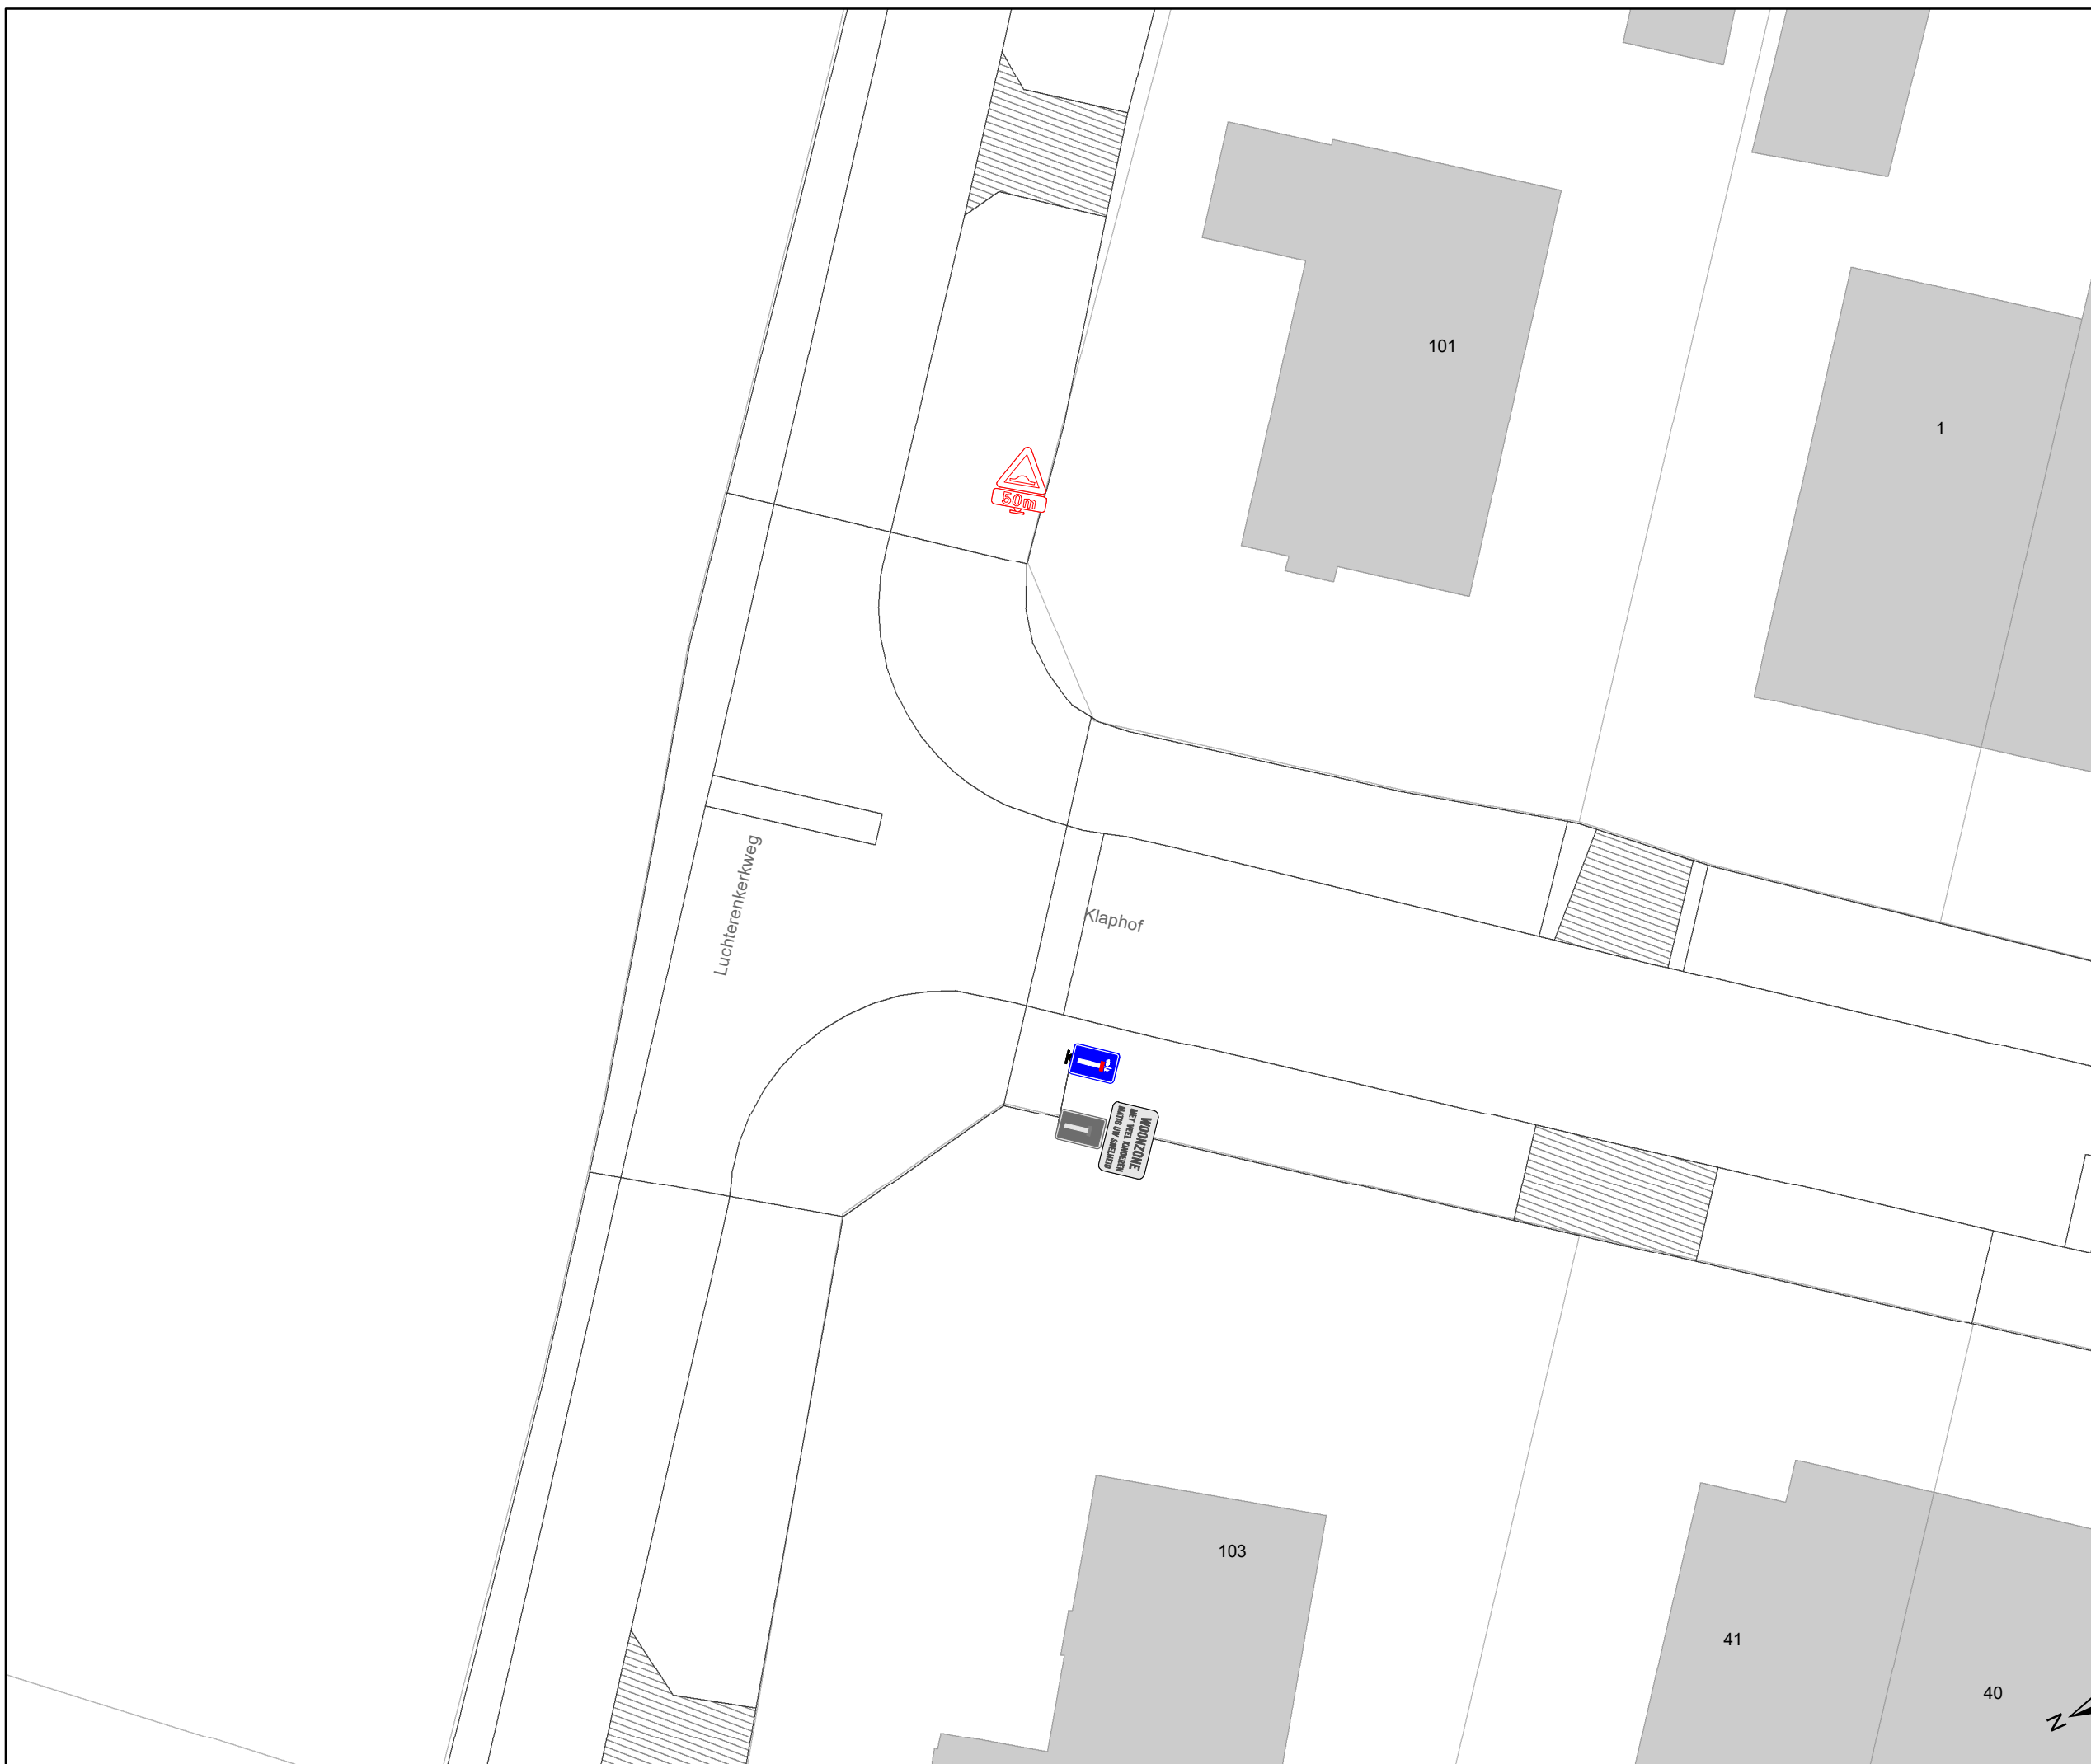 101
1
50m
Luchterenkerkweg
Klaphof
WOONZONE
MET VEEL KINDEREN
MATIG UW SNELHEID
103
41
40
N